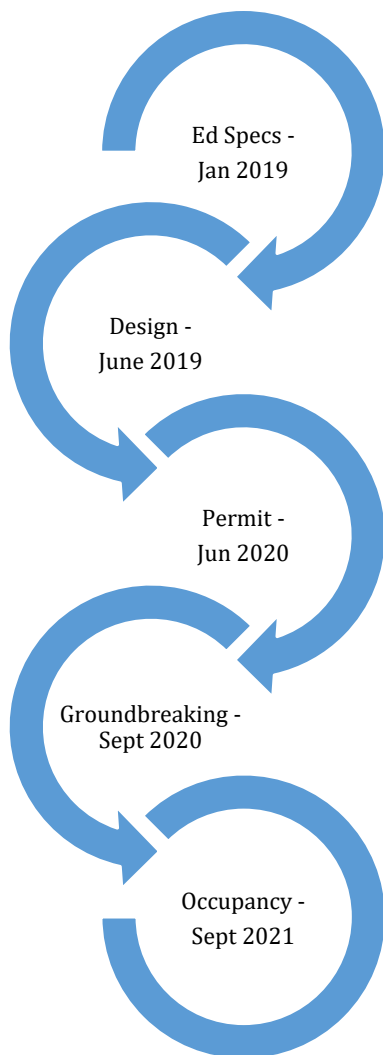 Ed Specs -
Jan 2019
Design -
June 2019
Permit -
Jun 2020
Groundbreaking -
Sept 2020
Occupancy -
Sept 2021